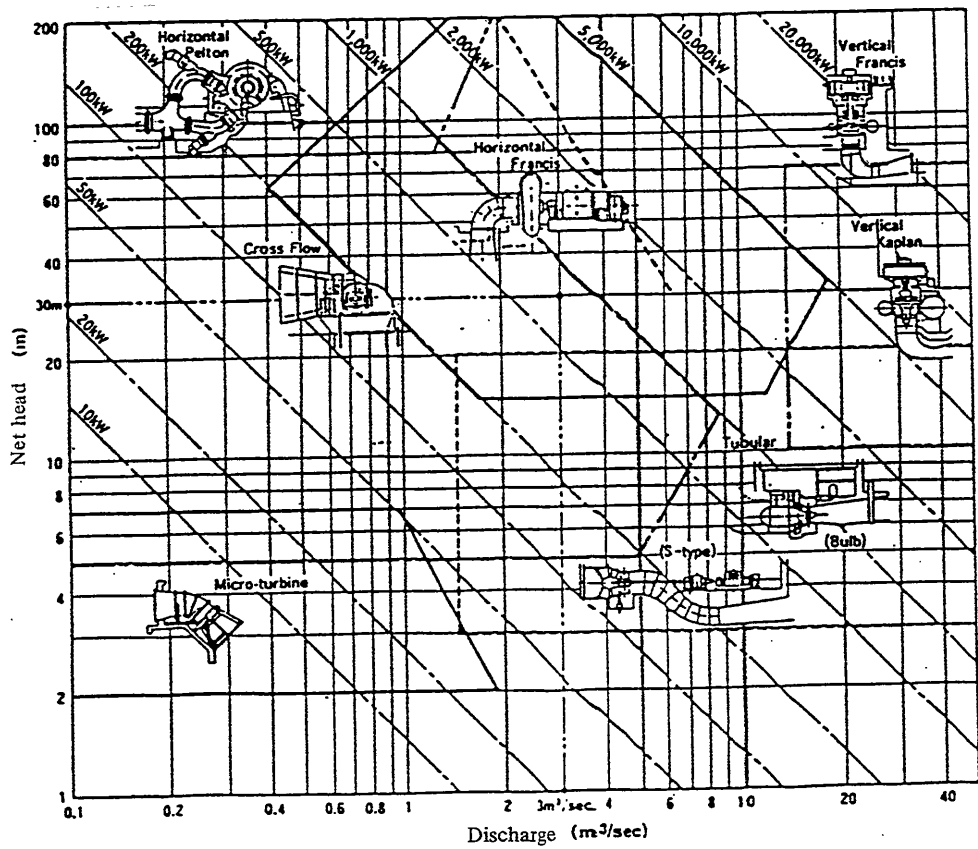 200
100
80
60
40
30m
20
10
8
6
4
2
1
Net head (m)
200kW
500kW
1,000kW
2,000kW
5,000kW
10,000kW
20,000kW
100kW
50kW
20kW
10kW
Horizontal
Pelton
Vertical
Francis
Horizontal
Francis
Cross Flow
Vertical
Kaplan
Tubular
(Bulb)
(S-type)
Micro-turbine
0.1
0.2
0.4
0.6
0.8
1
2
3m³/sec.
4
6
8
10
20
40
Discharge (m³/sec)